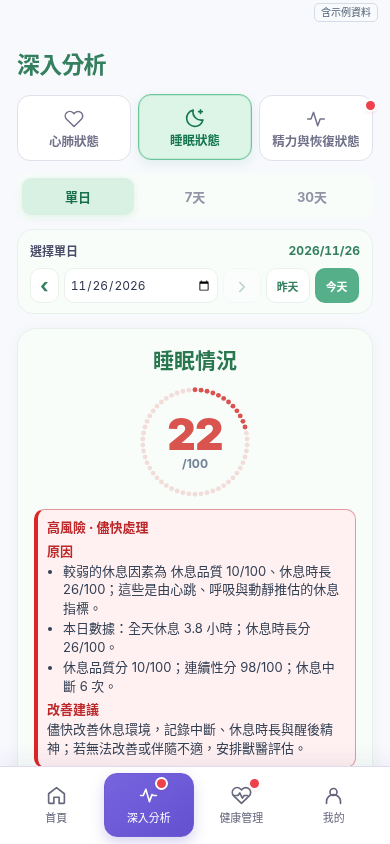 含示例資料
深入分析
心肺狀態
睡眠狀態
精力與恢復狀態
單日
7天
30天
選擇單日
2026/11/26
11/26/2026
昨天
今天
睡眠情況
22
/100
高風險 · 儘快處理
原因
• 較弱的休息因素為 休息品質 10/100、休息時長
26/100；這些是由心跳、呼吸與動靜推估的休息
指標。
• 本日數據：全天休息 3.8 小時；休息時長分
26/100。
• 休息品質分 10/100；連續性分 98/100；休息中
斷 6 次。
改善建議
儘快改善休息環境，記錄中斷、休息時長與醒後精
神；若無法改善或伴隨不適，安排獸醫評估。
首頁
深入分析
健康管理
我的